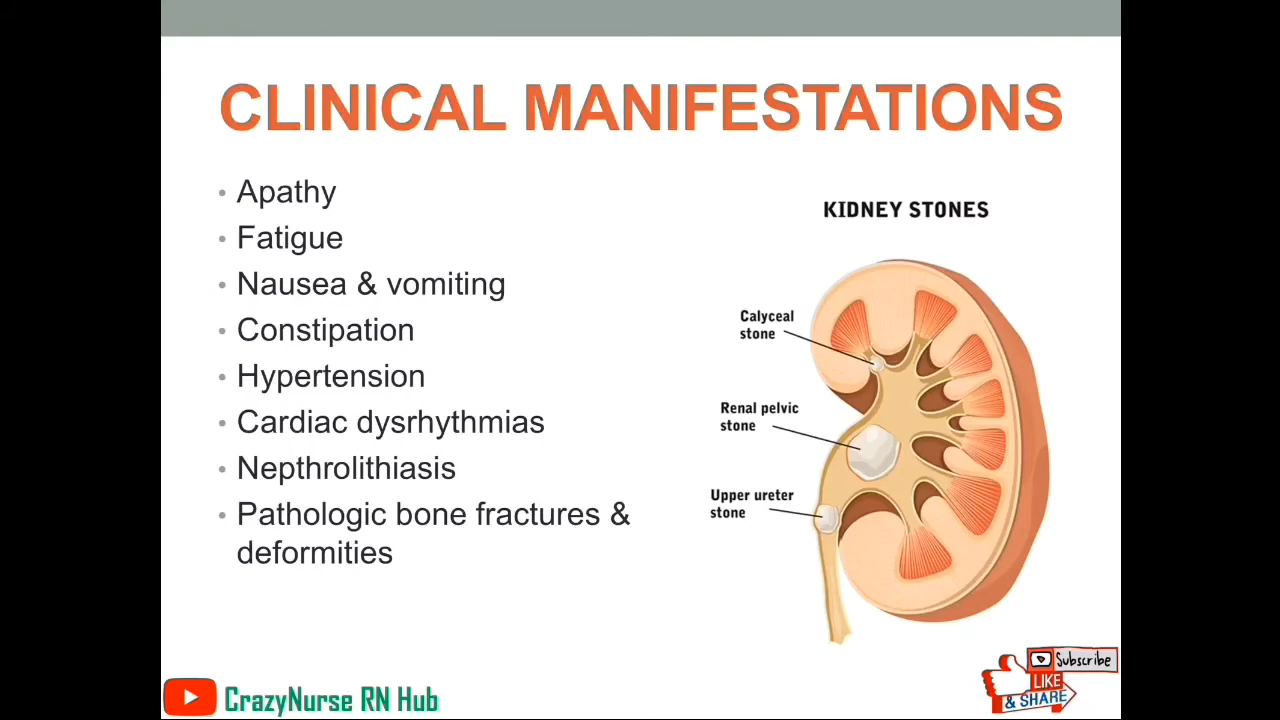 CLINICAL MANIFESTATIONS
• Apathy
• Fatigue
• Nausea & vomiting
• Constipation
• Hypertension
• Cardiac dysrhythmias
• Nepthrolithiasis
• Pathologic bone fractures &
deformities
KIDNEY STONES
Calyceal
stone
Renal pelvic
stone
Upper ureter
stone
CrazyNurse RN Hub
Subscribe
LIKE
& SHARE